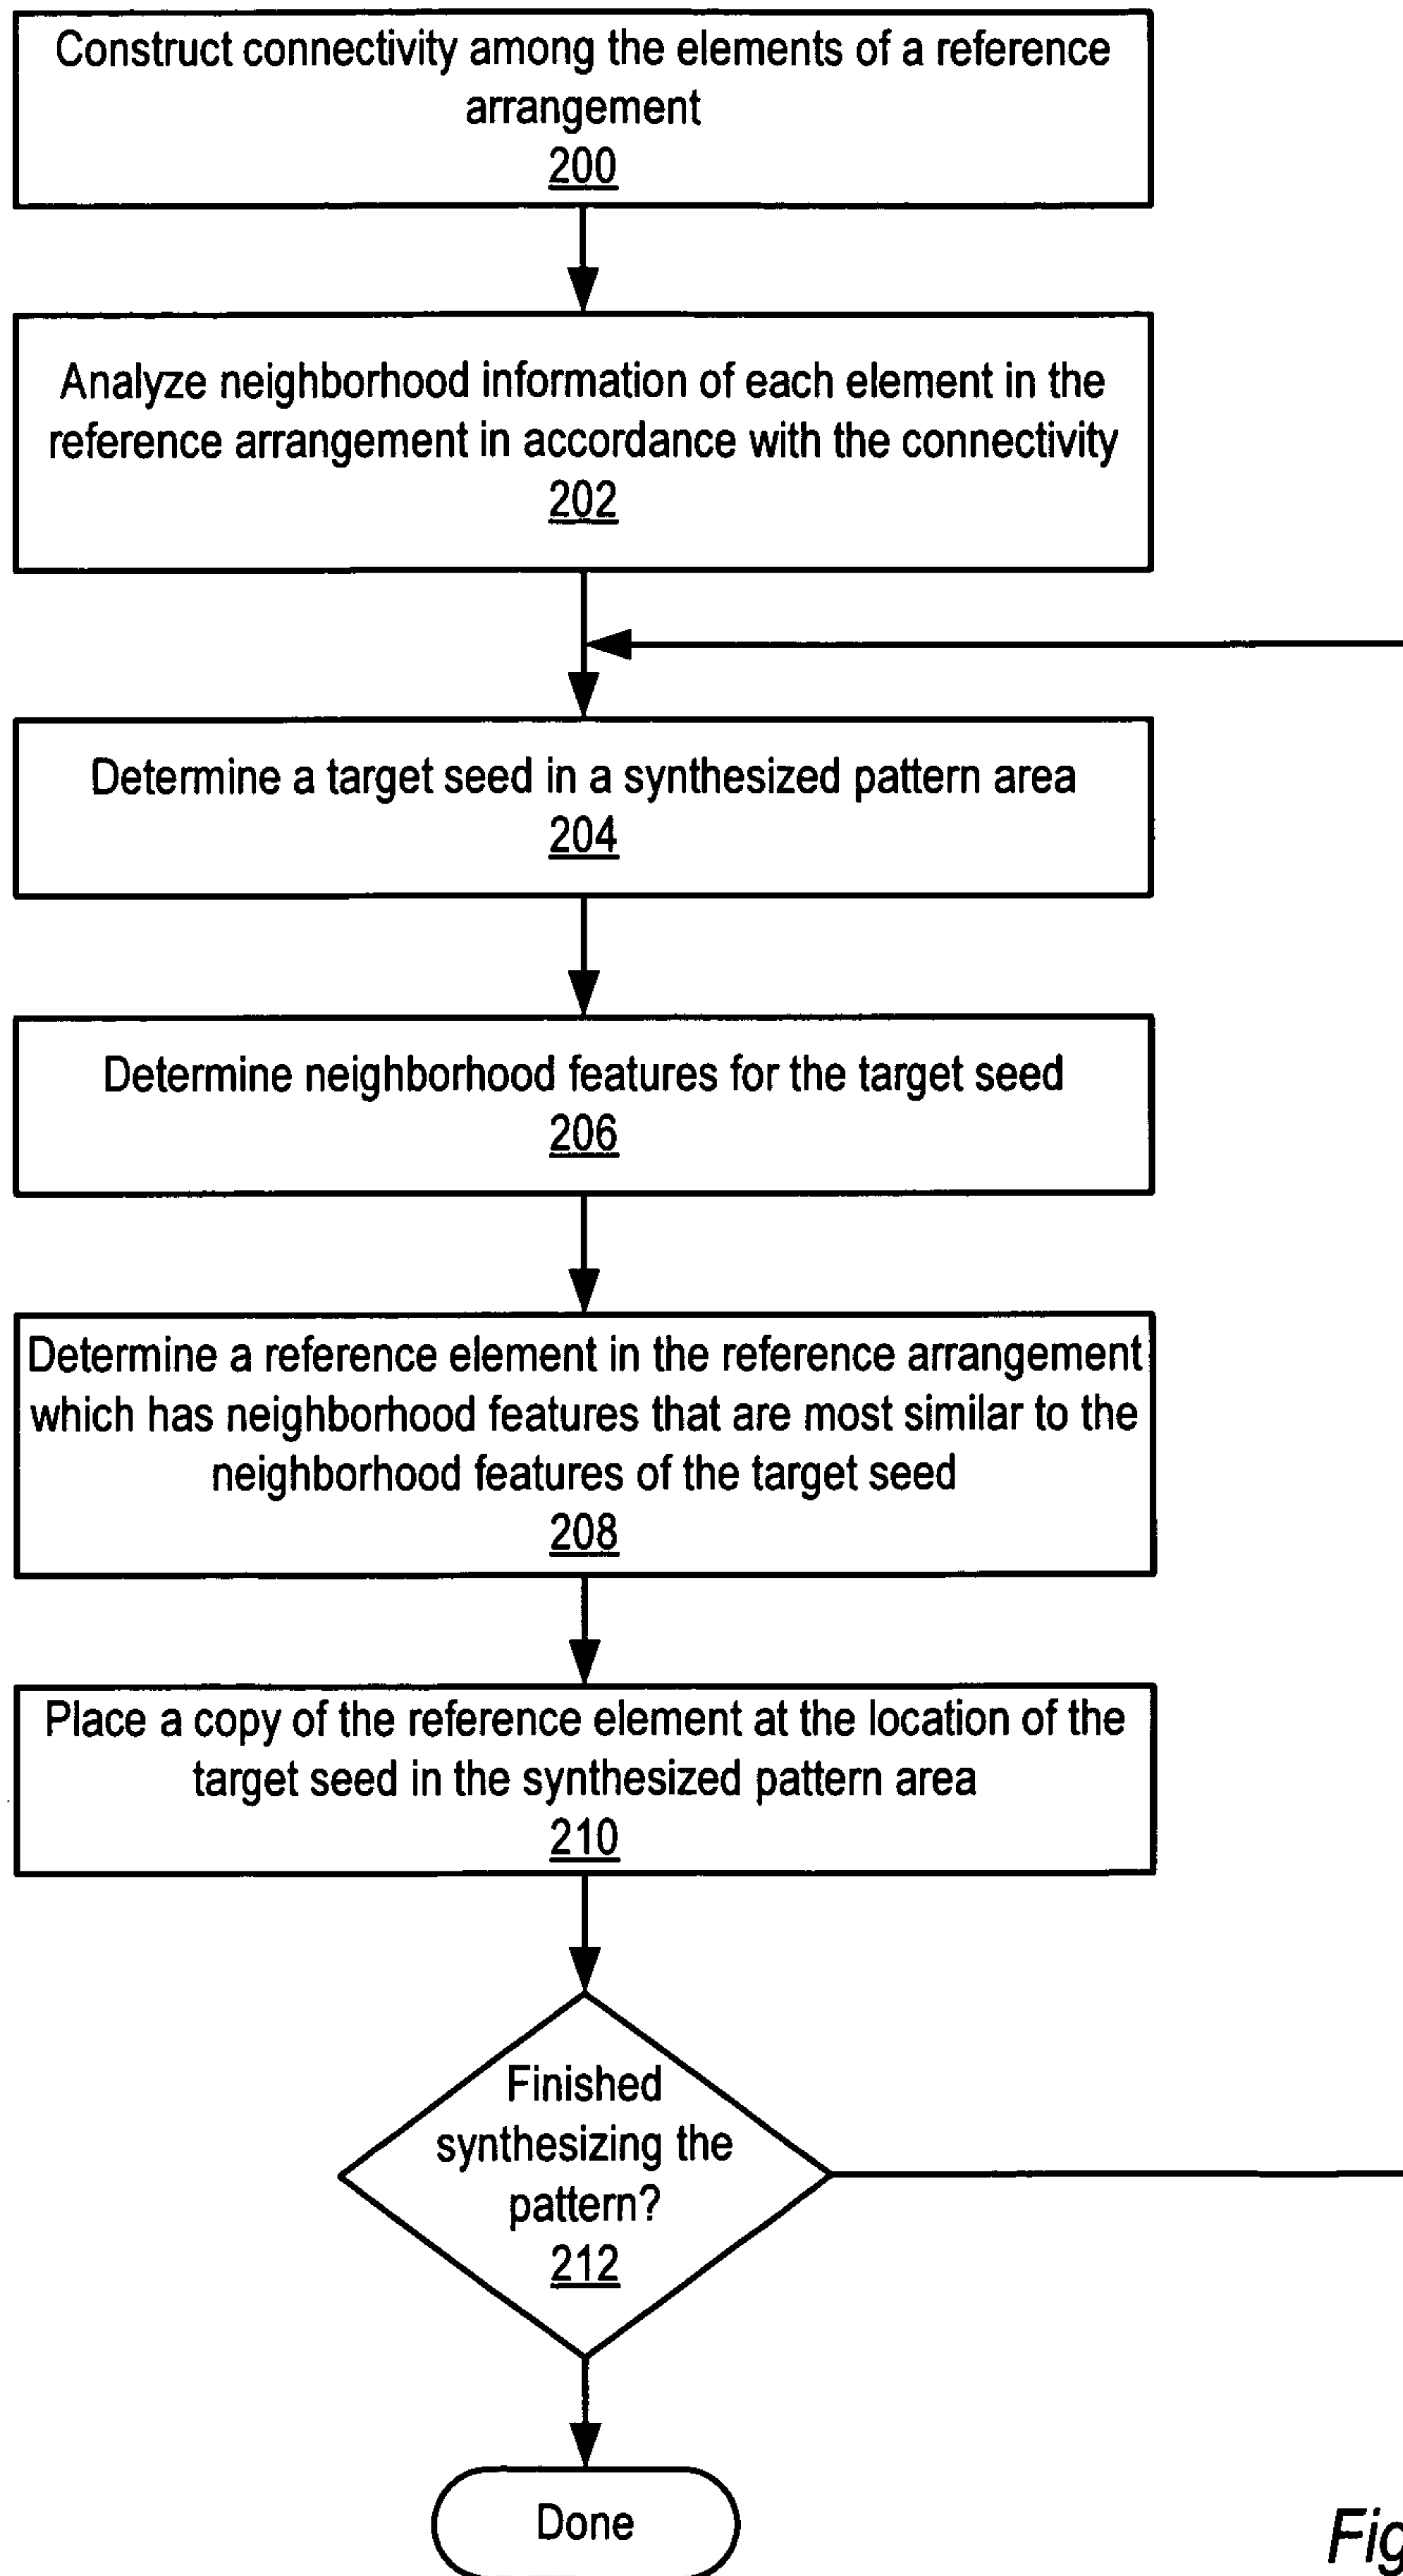 Construct connectivity among the elements of a reference
arrangement
200
Analyze neighborhood information of each element in the
reference arrangement in accordance with the connectivity
202
Determine a target seed in a synthesized pattern area
204
Determine neighborhood features for the target seed
206
Determine a reference element in the reference arrangement
which has neighborhood features that are most similar to the
neighborhood features of the target seed
208
Place a copy of the reference element at the location of the
target seed in the synthesized pattern area
210
Finished
synthesizing the
pattern?
212
Done
Fig